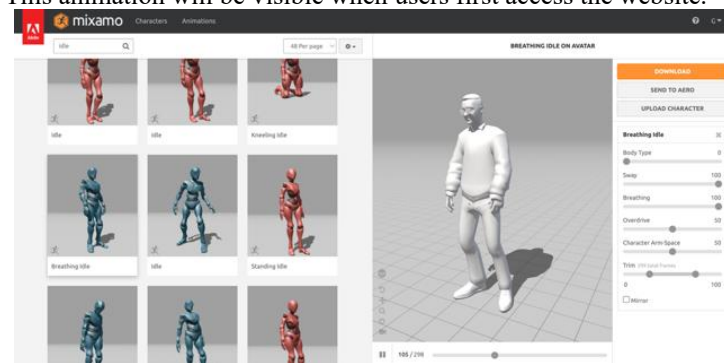 This animation will be visible when users first access the website.
Adobe
mixamo Characters Animations
Idle
48 Per page
BREATHING IDLE ON AVATAR
DOWNLOAD
SEND TO AERO
UPLOAD CHARACTER
Idle
Idle
Kneeling Idle
Breathing Idle
Body Type 0
Sway 100
Breathing 100
Overdrive 50
Character Arm-Space 50
Trim
0 100
Mirror
Breathing Idle
Idle
Standing Idle